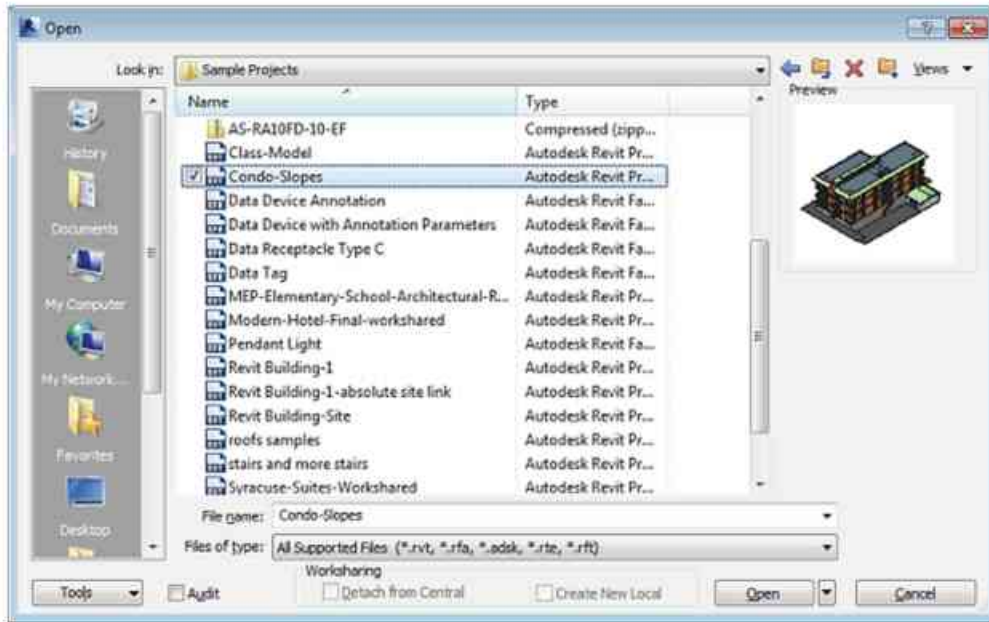 Open
Look in: Sample Projects Views
Preview
Name Type
AS-RA10FD-10-EF Compressed (zipp...
Class-Model Autodesk Revit Pr...
Condo-Slopes Autodesk Revit Pr...
Data Device Annotation Autodesk Revit Fa...
Data Device with Annotation Parameters Autodesk Revit Fa...
Data Receptacle Type C Autodesk Revit Fa...
Data Tag Autodesk Revit Fa...
MEP-Elementary-School-Architectural-R... Autodesk Revit Pr...
Modern-Hotel-Final-workshared Autodesk Revit Pr...
Pendant Light Autodesk Revit Fa...
Revit Building-1 Autodesk Revit Pr...
Revit Building-1-absolute site link Autodesk Revit Pr...
Revit Building-Site Autodesk Revit Pr...
roofs samples Autodesk Revit Pr...
stairs and more stairs Autodesk Revit Pr...
Syracuse-Suites-Workshared Autodesk Revit Pr...
History
Documents
My Computer
My Network...
Favorites
Desktop
File name: Condo-Slopes
Files of type: All Supported Files (*.rvt, *.rfa, *.adsk, *.rte, *.rft)
Worksharing
Tools Audit Detach from Central Create New Local Open Cancel